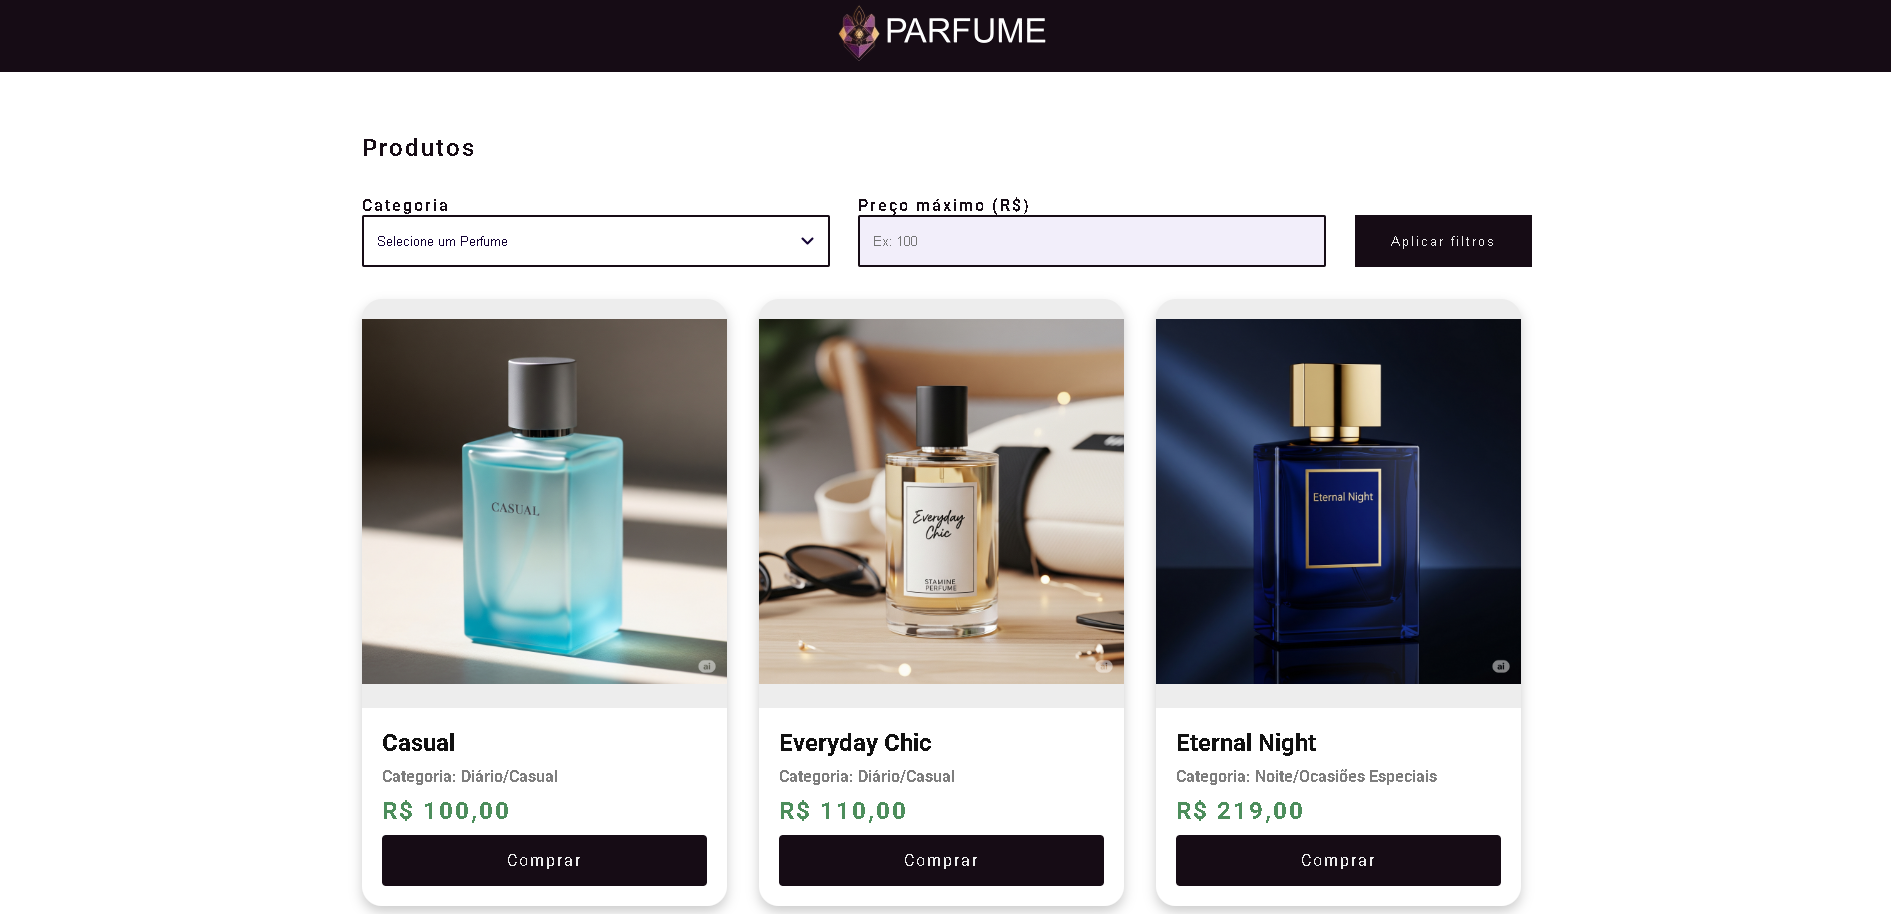 PARFUME
Produtos
Categoria
Preço máximo (R$)
Selecione um Perfume
Ex: 100
Aplicar filtros
CASUAL
ai
Everyday
Chic
STAMINE
PERFUME
ai
Eternal Night
ai
Casual
Categoria: Diário/Casual
R$ 100,00
Comprar
Everyday Chic
Categoria: Diário/Casual
R$ 110,00
Comprar
Eternal Night
Categoria: Noite/Ocasiões Especiais
R$ 219,00
Comprar